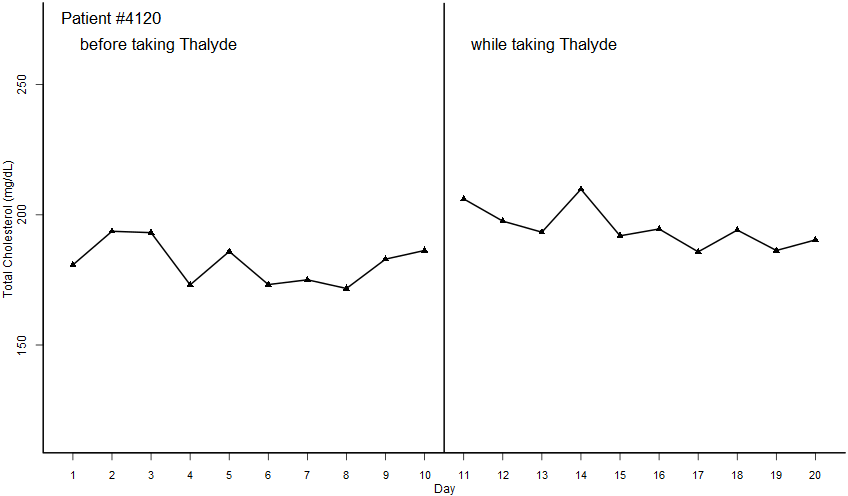 Patient #4120
before taking Thalyde
while taking Thalyde
Total Cholesterol (mg/dL)
250
200
150
1 2 3 4 5 6 7 8 9 10 11 12 13 14 15 16 17 18 19 20
Day